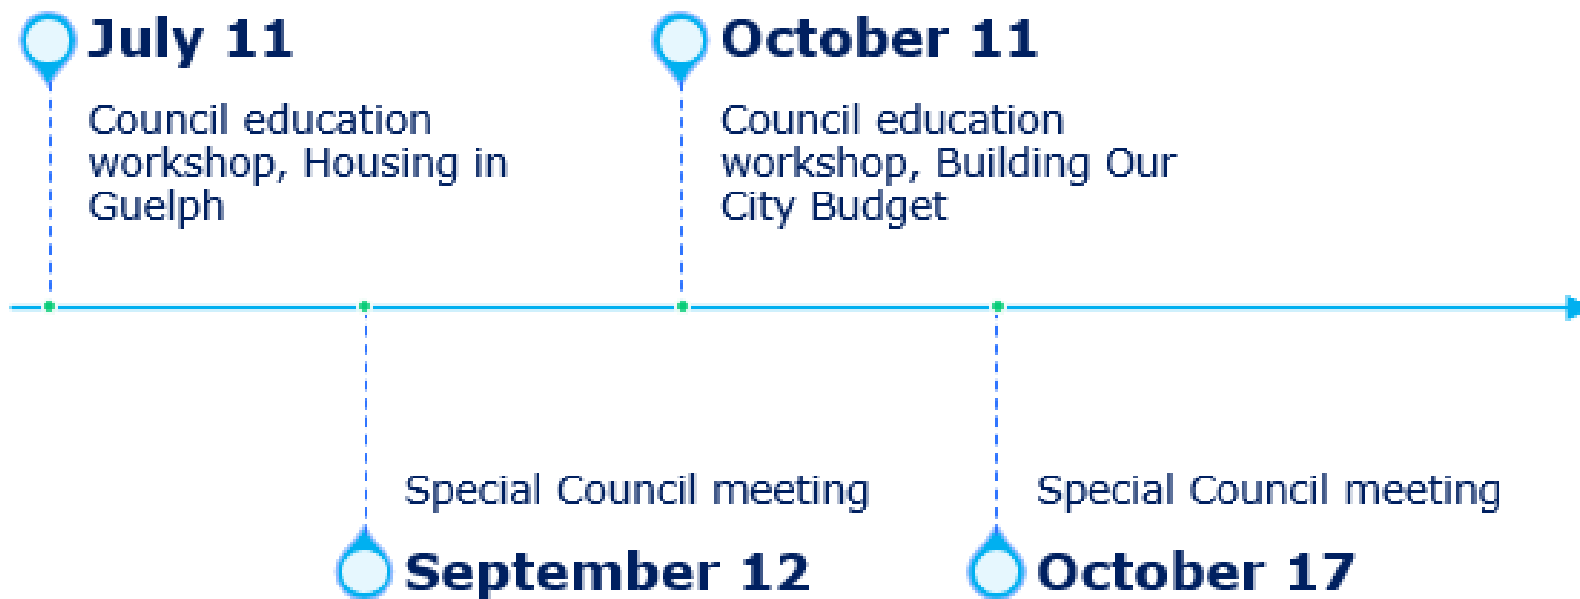 July 11
Council education
workshop, Housing in
Guelph
October 11
Council education
workshop, Building Our
City Budget
Special Council meeting
September 12
Special Council meeting
October 17